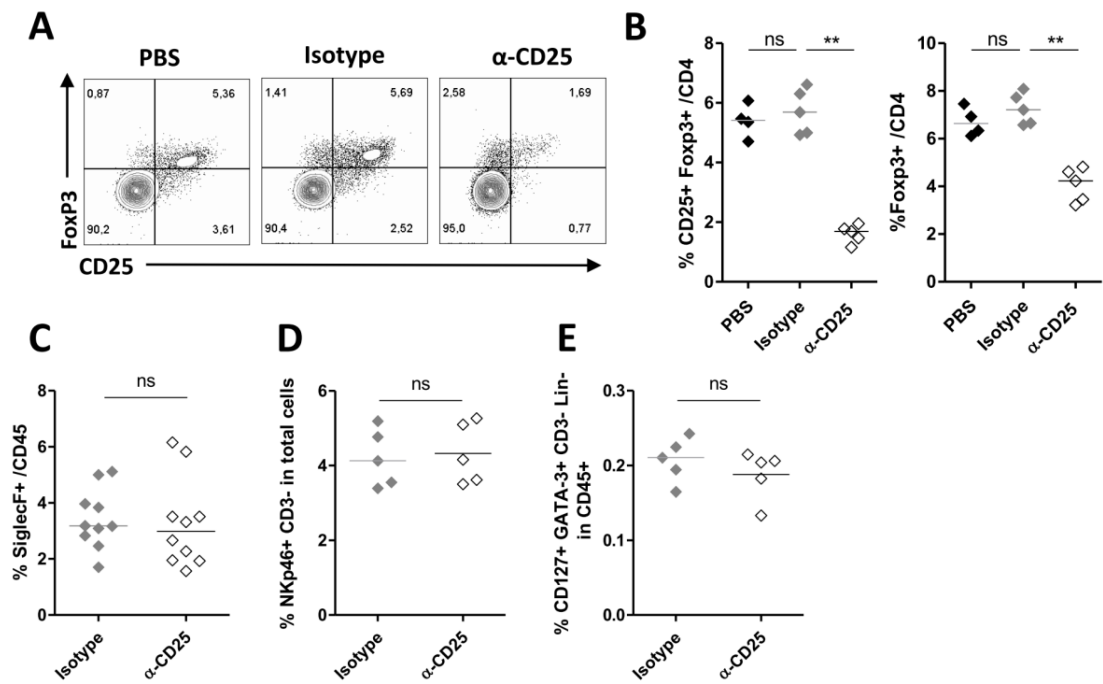 A
PBS
Isotype
α-CD25
0,87
5,36
90,2
3,61
1,41
5,69
90,4
2,52
2,58
1,69
95,0
0,77
FoxP3
CD25
B
% CD25+ Foxp3+ /CD4
8
6
4
2
0
ns
**
PBS
Isotype
α-CD25
%Foxp3+ /CD4
10
8
6
4
2
0
ns
**
PBS
Isotype
α-CD25
C
% SiglecF+ /CD45
8
6
4
2
0
ns
Isotype
α-CD25
D
% NKp46+ CD3- in total cells
6
4
2
0
ns
Isotype
α-CD25
E
% CD127+ GATA-3+ CD3- Lin-
in CD45+
0.3
0.2
0.1
0.0
ns
Isotype
α-CD25